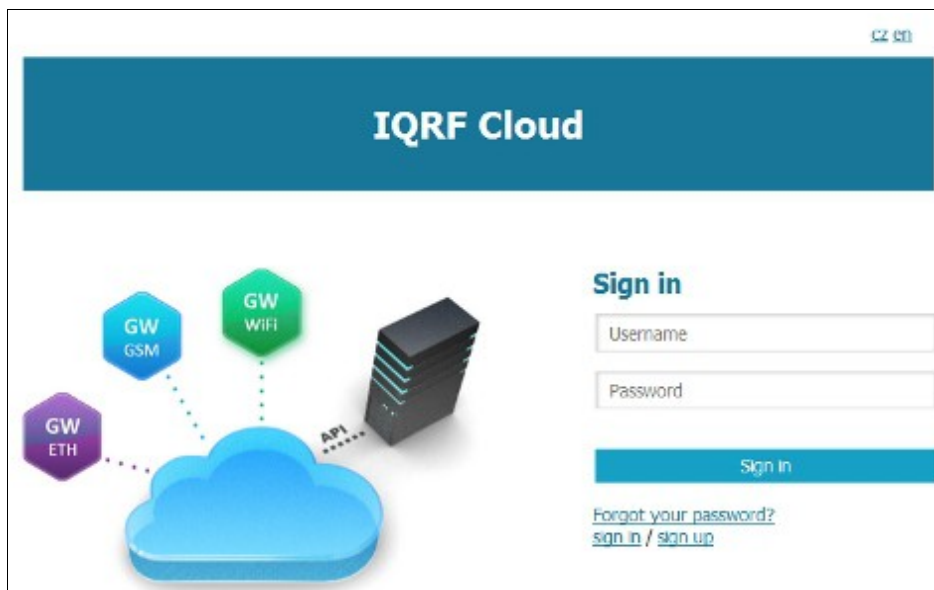 cz en
IQRF Cloud
Sign in
Username
Password
Sign in
Forgot your password?
sign in / sign up
GW
WiFi
GW
GSM
GW
ETH
API